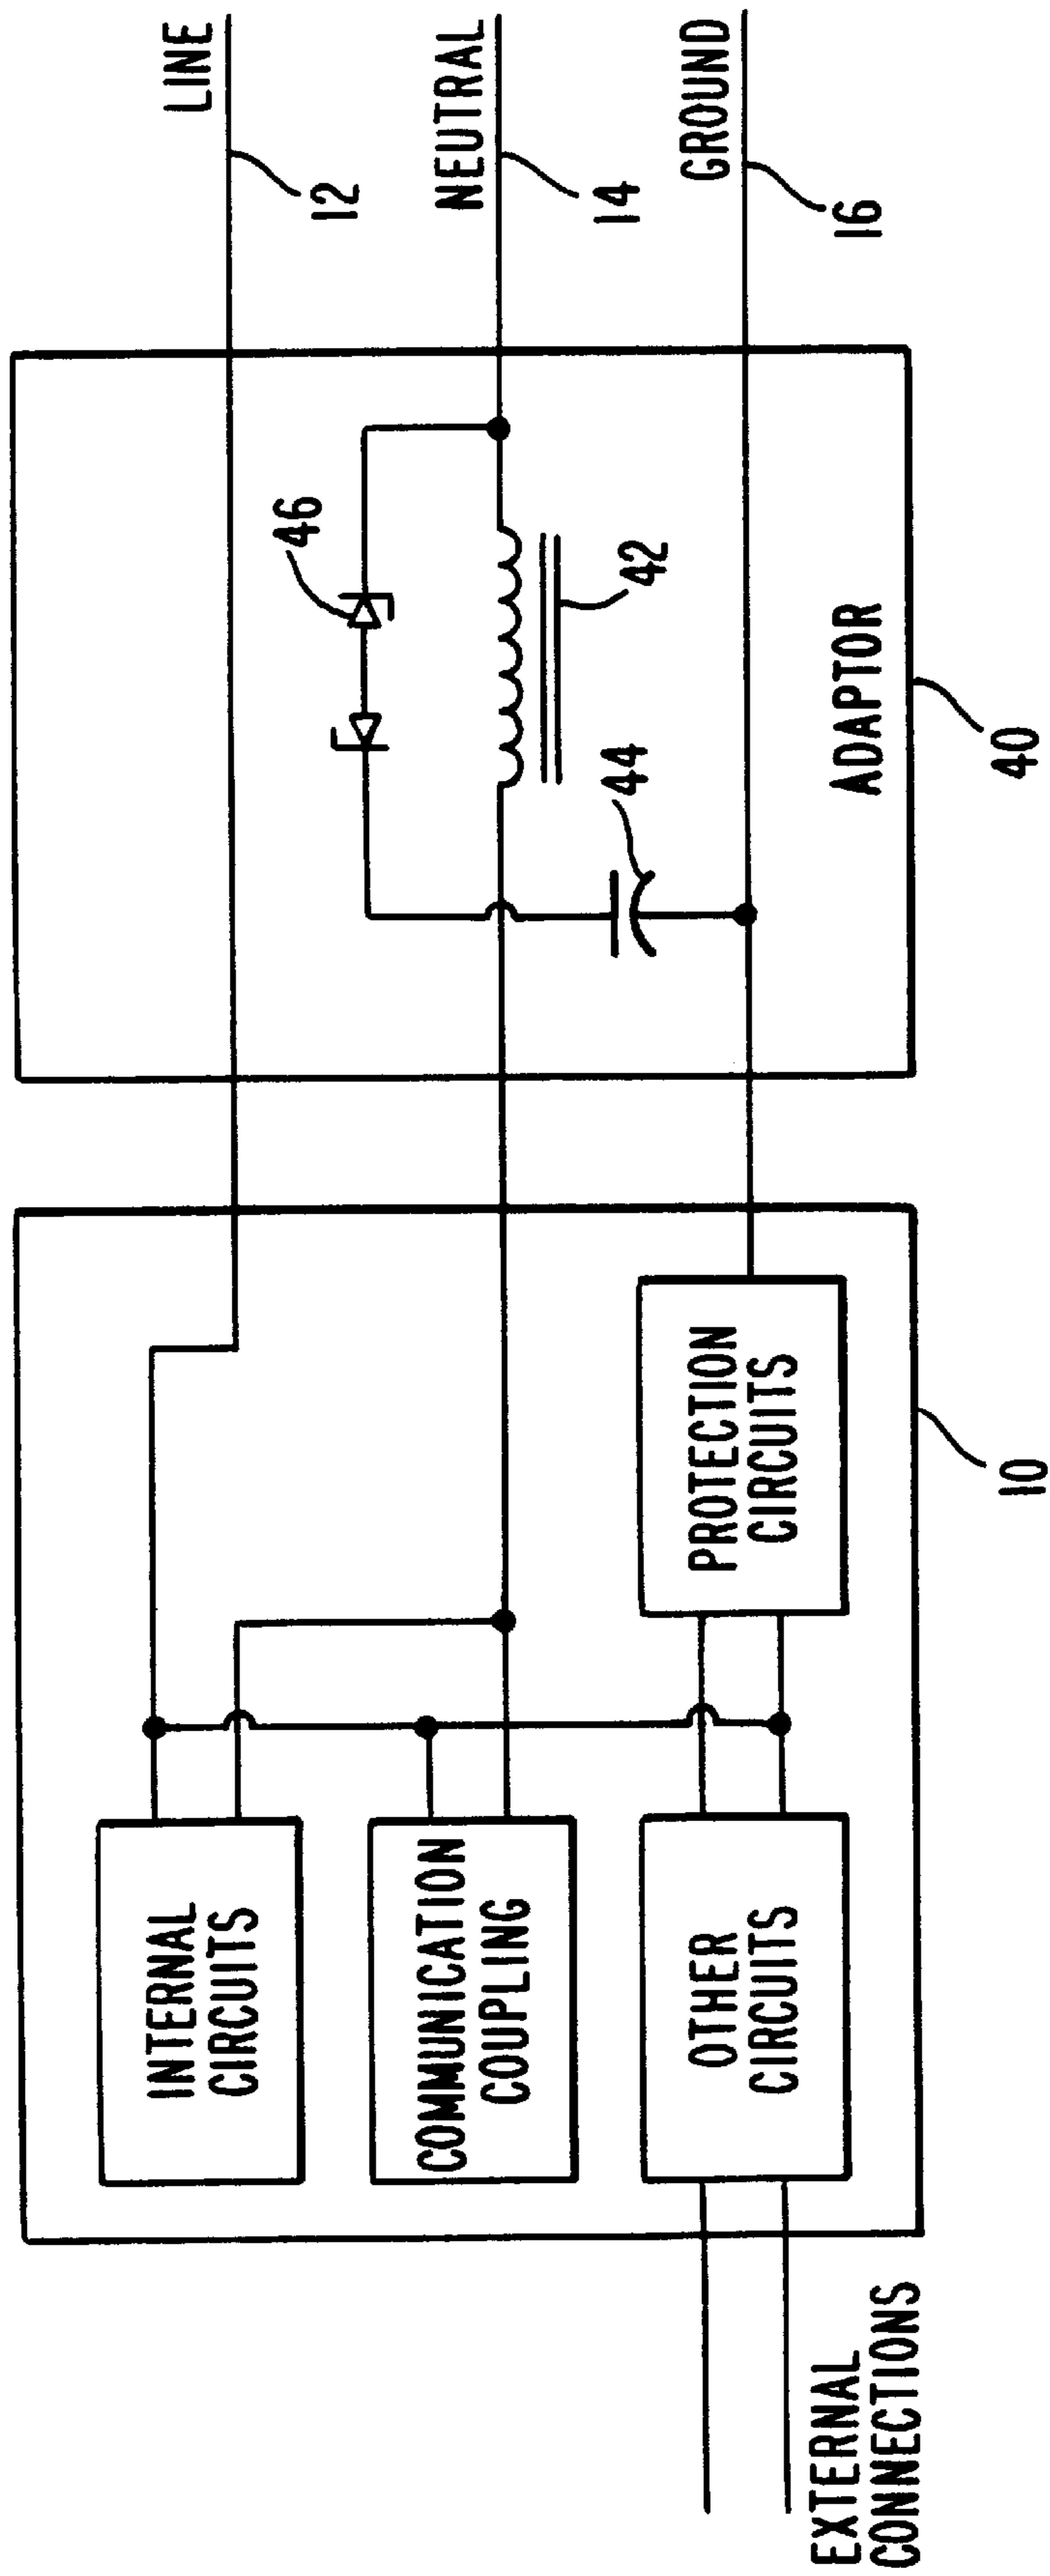 LINE
12
NEUTRAL
14
GROUND
16
46
42
44
ADAPTOR
40
PROTECTION
CIRCUITS
10
INTERNAL
CIRCUITS
COMMUNICATION
COUPLING
OTHER
CIRCUITS
EXTERNAL
CONNECTIONS